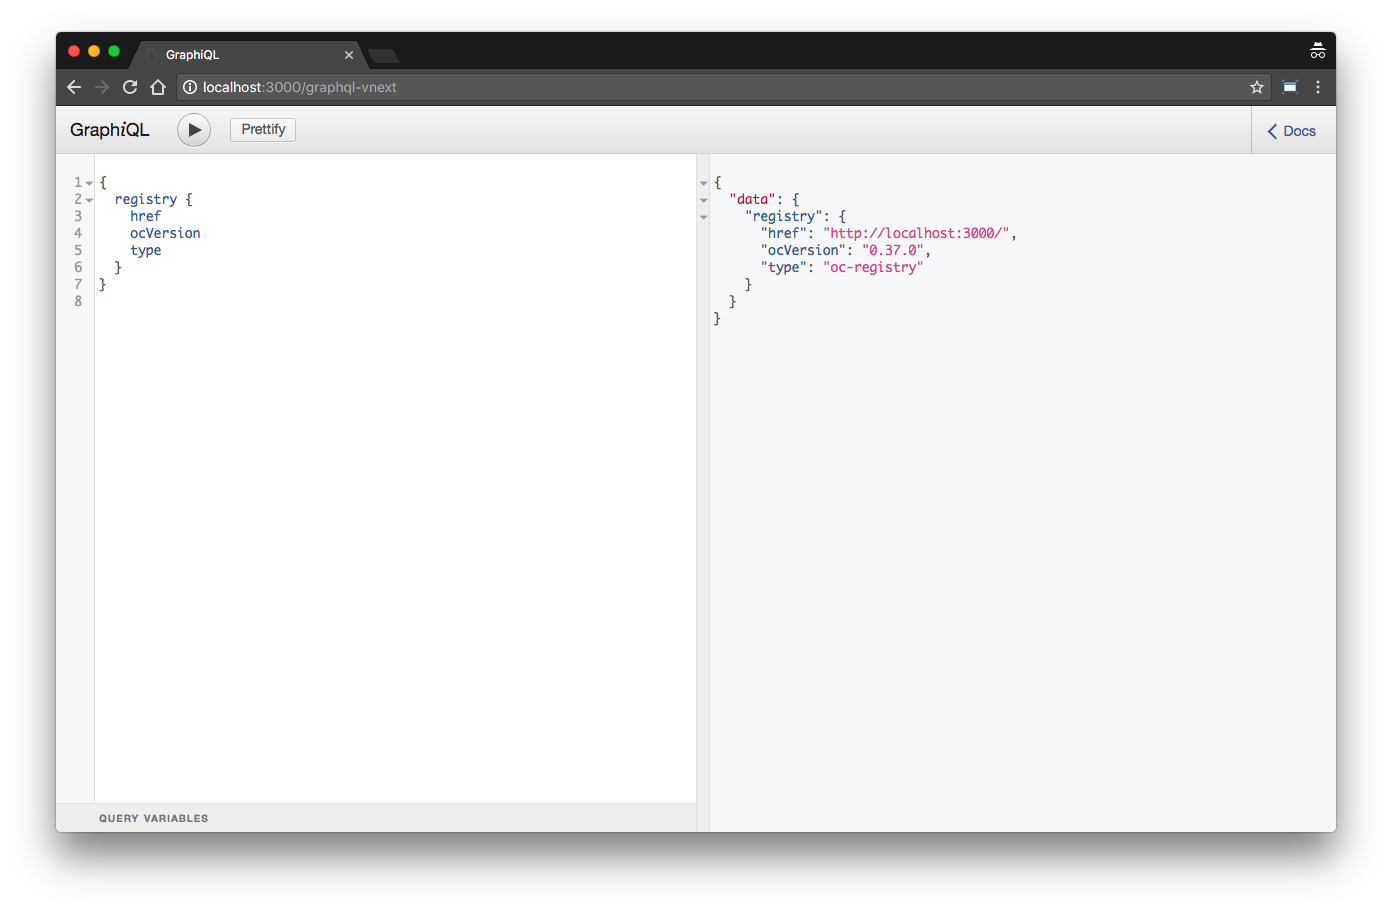 GraphiQL
localhost:3000/graphql-vnext
GraphiQL
Prettify
Docs
1 {
2 registry {
3 href
4 ocVersion
5 type
6 }
7 }
8
{
"data": {
"registry": {
"href": "http://localhost:3000/",
"ocVersion": "0.37.0",
"type": "oc-registry"
}
}
}
QUERY VARIABLES